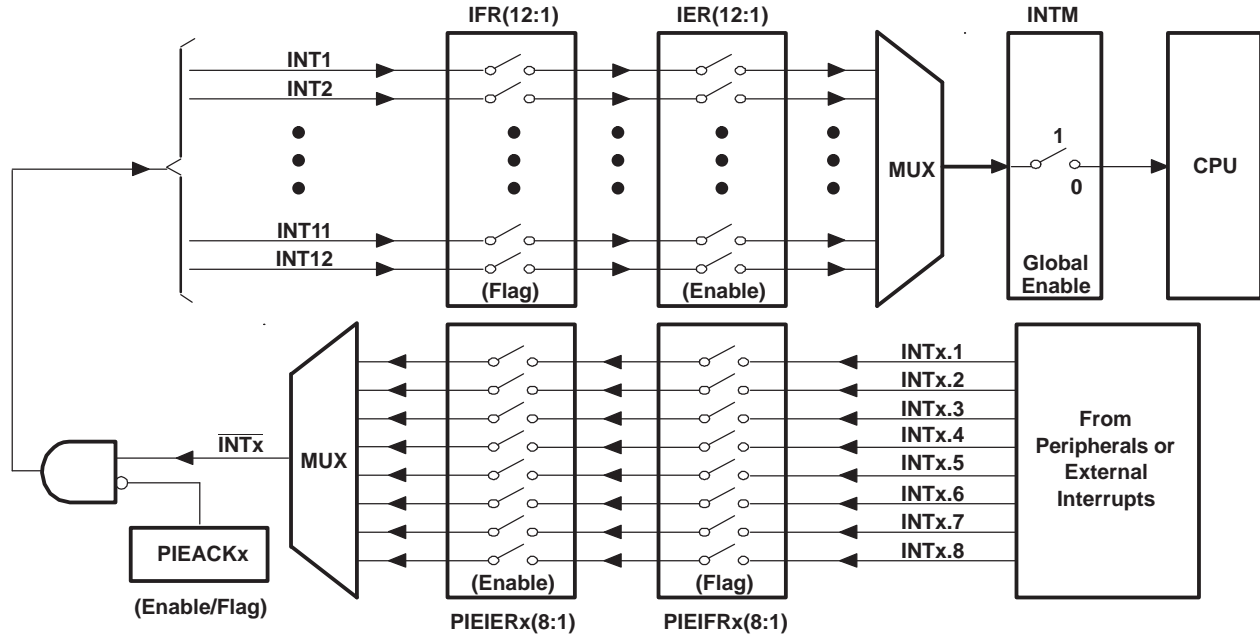 IFR(12:1)
IER(12:1)
INTM
INT1
INT2
MUX
1
0
CPU
INT11
INT12
(Flag)
(Enable)
Global
Enable
INTx.1
INTx.2
INTx.3
INTx.4
INTx.5
INTx.6
INTx.7
INTx.8
From
Peripherals or
External
Interrupts
INTx
MUX
PIEACKx
(Enable/Flag)
(Enable)
(Flag)
PIEIERx(8:1)
PIEIFRx(8:1)